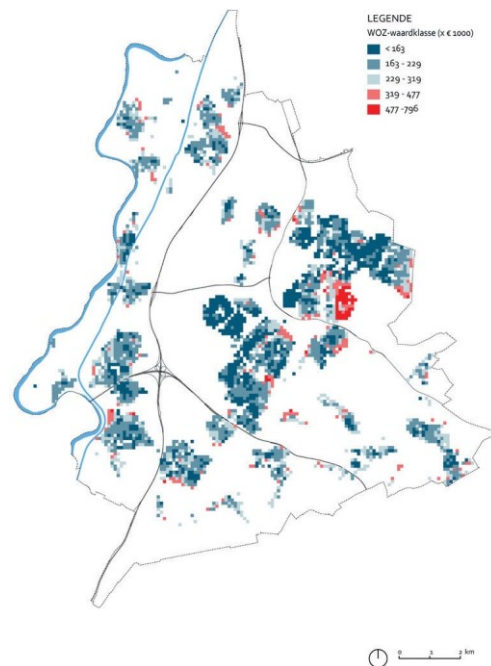 LEGENDE
WOZ-waardklasse (x € 1000)
< 163
163 - 229
229 - 319
319 - 477
477 -796
0 1 2 km